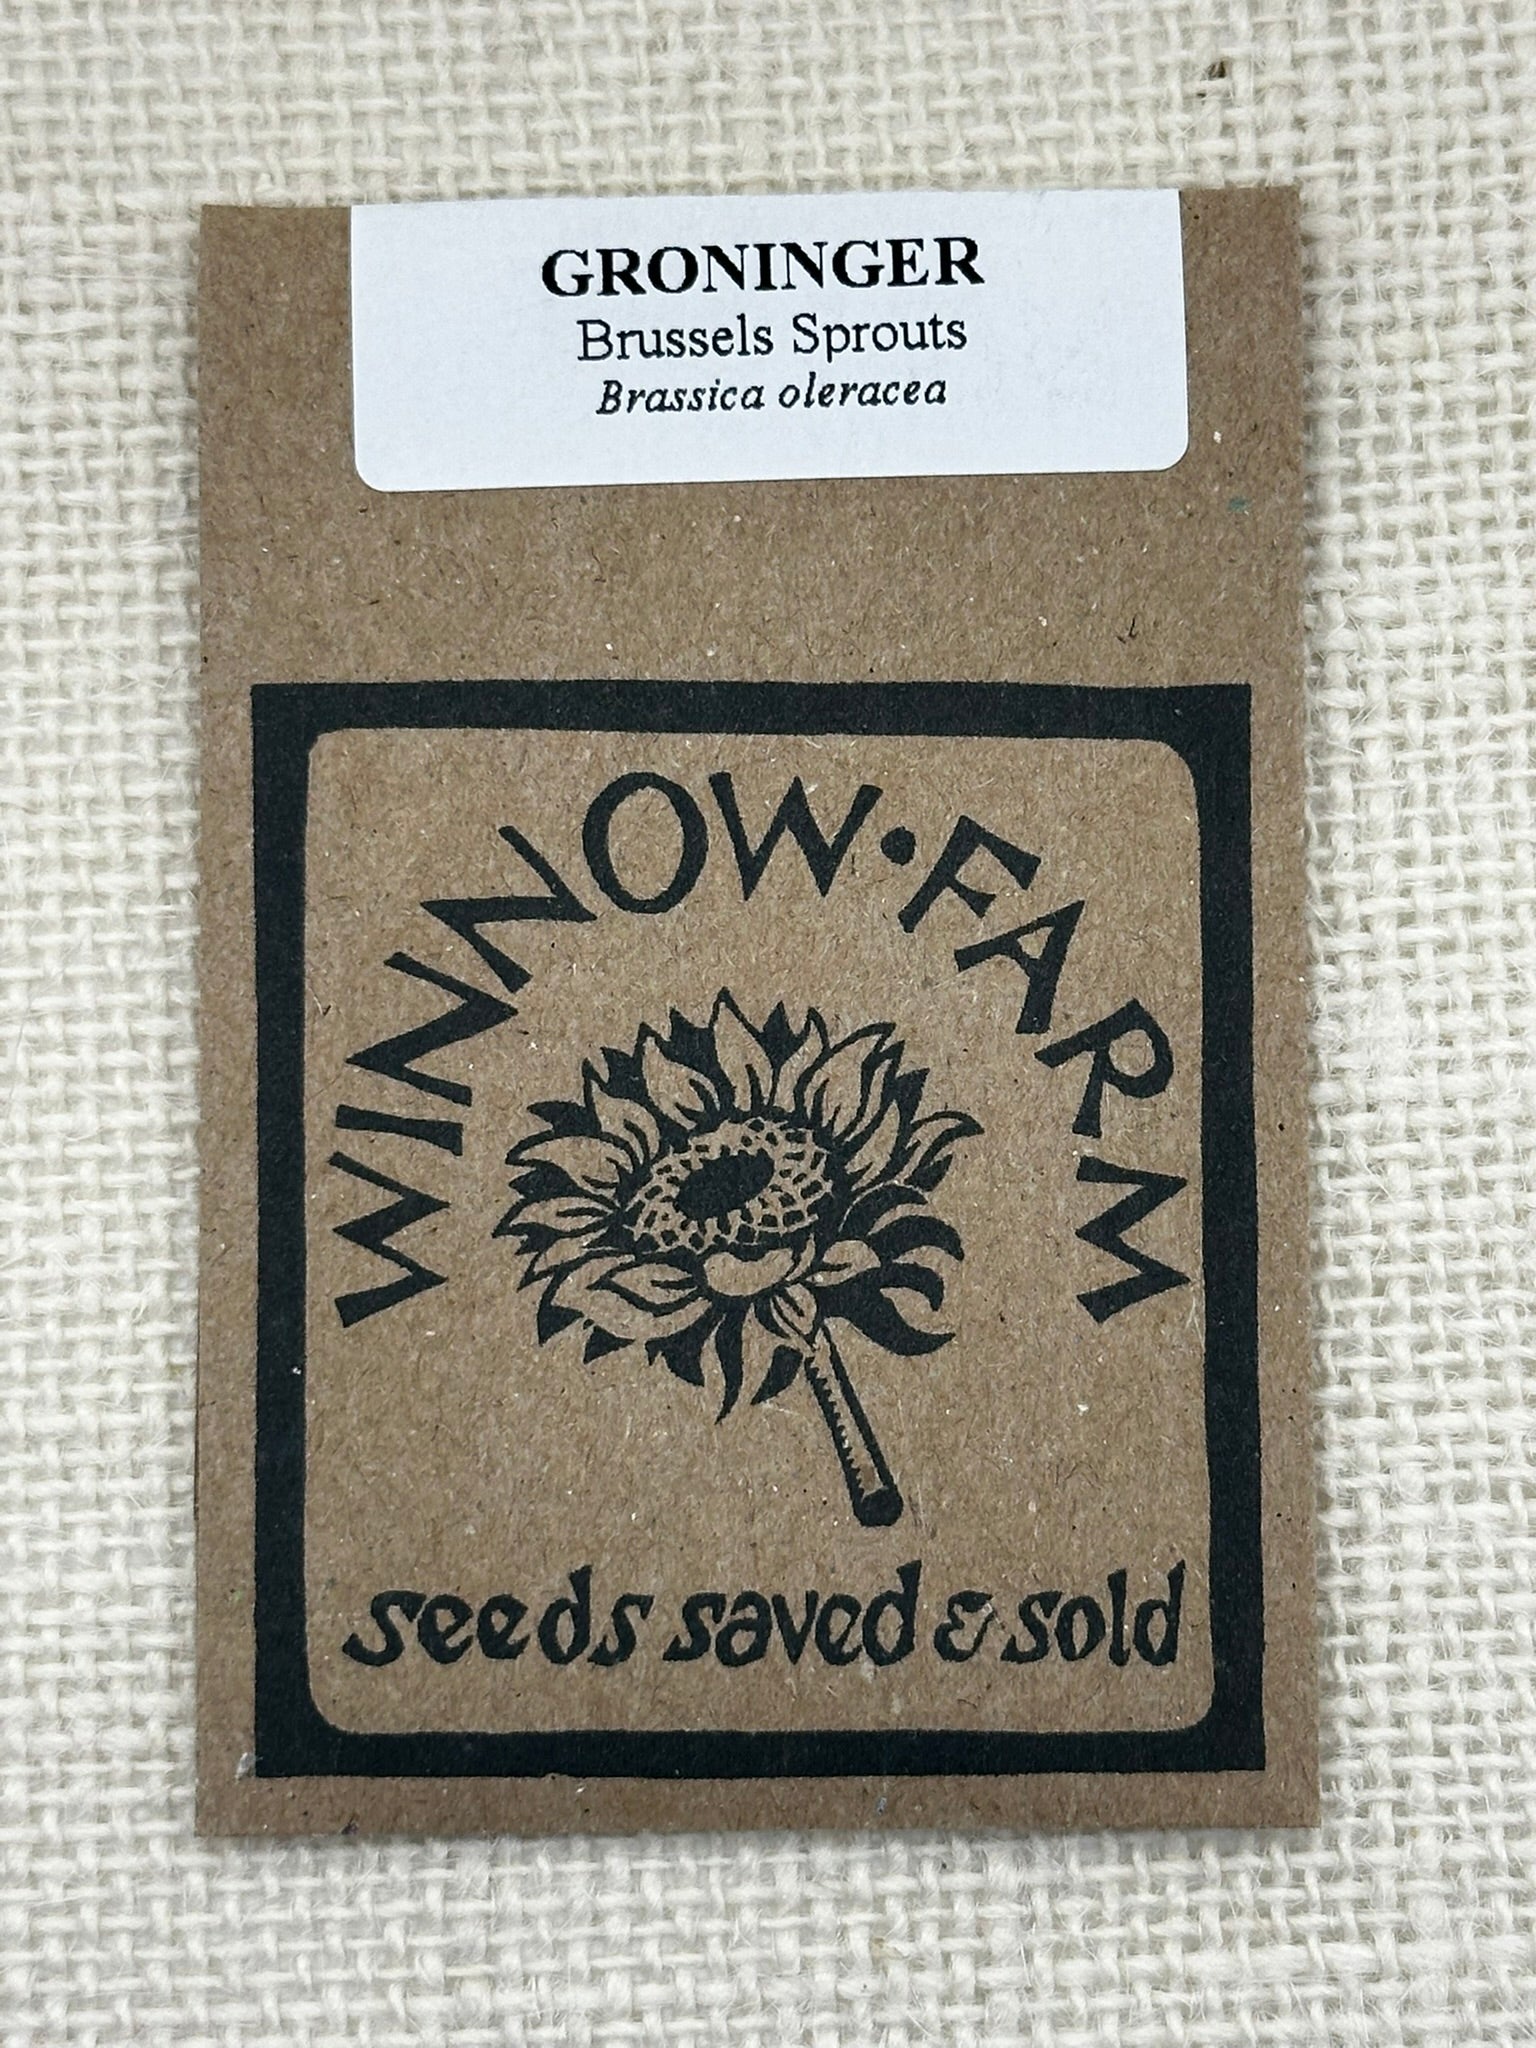 GRONINGER
Brussels Sprouts
Brassica oleracea
WINNOW•FARM
seeds saved & sold